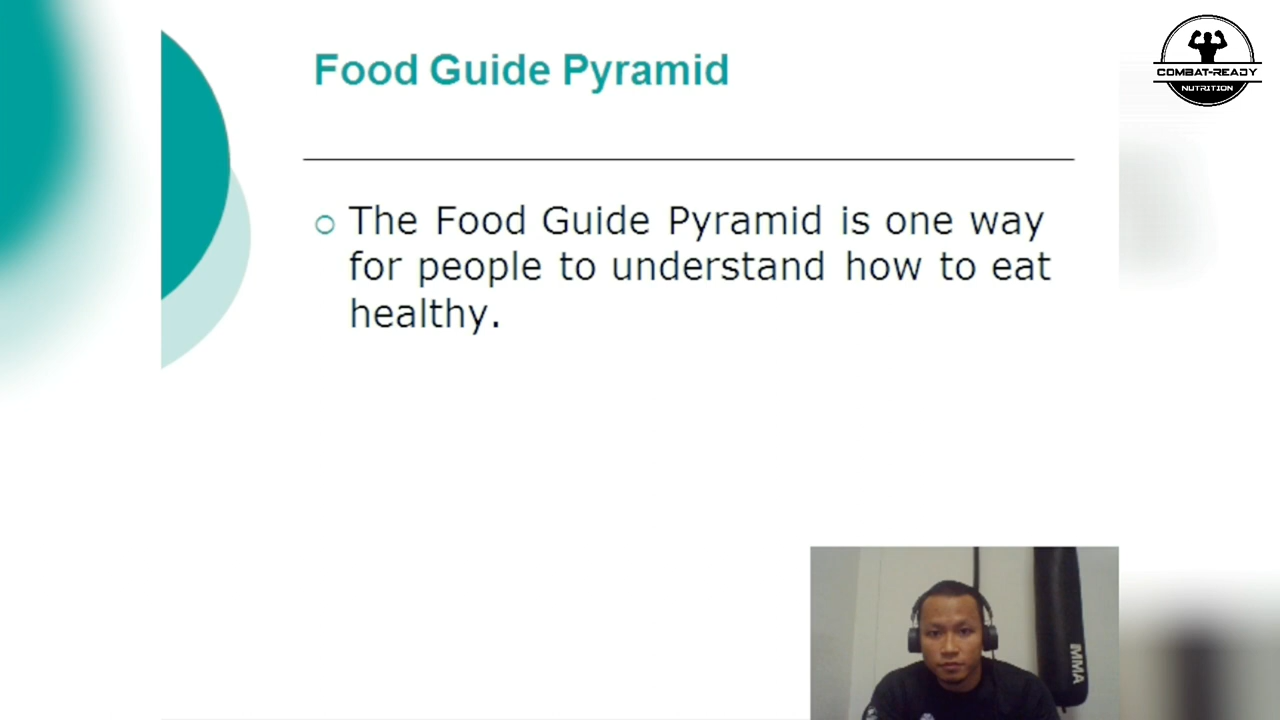 Food Guide Pyramid
COMBAT-READY
NUTRITION
The Food Guide Pyramid is one way
for people to understand how to eat
healthy.
IMMA